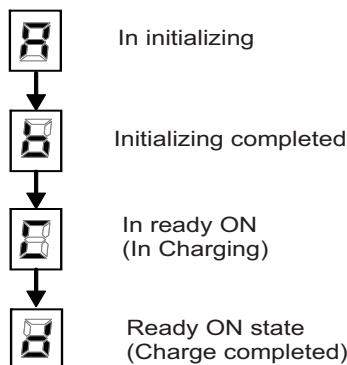 A
In initializing
b
Initializing completed
C
In ready ON
(In Charging)
d
Ready ON state
(Charge completed)